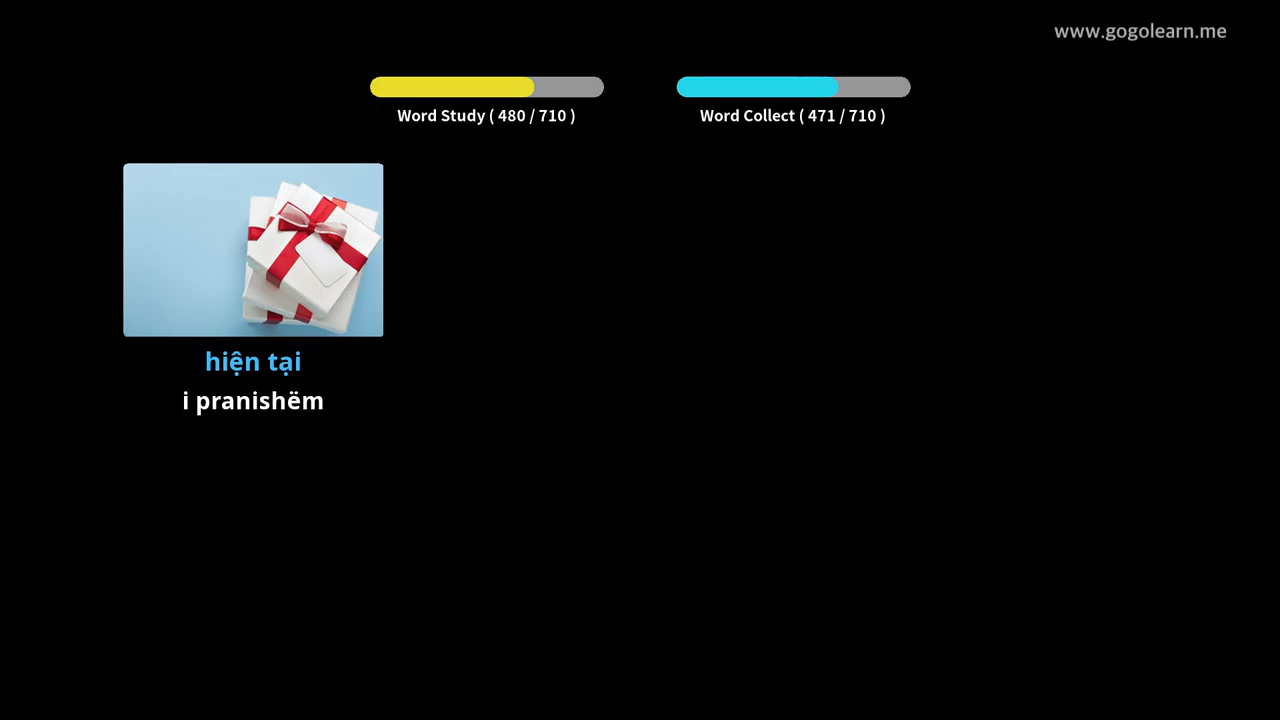 www.gogolearn.me
Word Study ( 480 / 710 )
Word Collect ( 471 / 710 )
hiện tại
i pranishëm